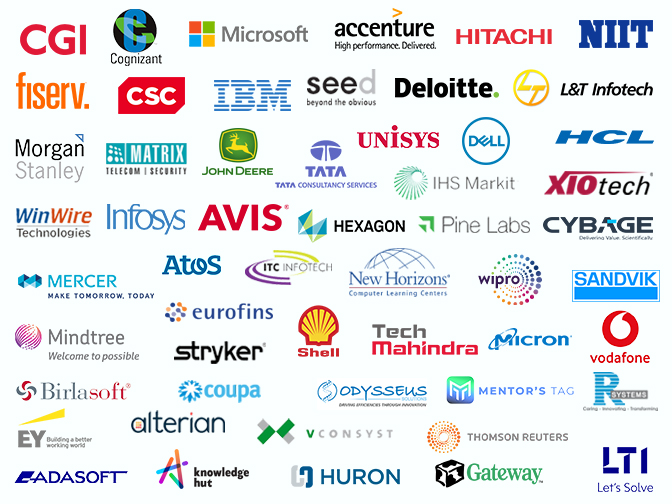 CGI
Cognizant
Microsoft
accenture
High performance. Delivered.
HITACHI
NIIT
fiserv.
CSC
IBM
seed
beyond the obvious
Deloitte.
L&T Infotech
Morgan
Stanley
MATRIX
TELECOM | SECURITY
JOHN DEERE
TATA
TATA CONSULTANCY SERVICES
UNISYS
DELL
HCL
IHS Markit
XIOtech
WinWire
Technologies
Infosys
AVIS
HEXAGON
Pine Labs
CYBAGE
Delivering Value. Scientifically
MERCER
MAKE TOMORROW, TODAY
Atos
ITC INFOTECH
New Horizons
Computer Learning Centers
wipro
SANDVIK
eurofins
Mindtree
Welcome to possible
stryker
Shell
Tech
Mahindra
Micron
vodafone
Birlasoft
coupa
ODYSSEUS
SOLUTIONS
DRIVING EFFICIENCIES THROUGH INNOVATION
MENTOR'S TAG
R SYSTEMS
Caring - Innovating - Transforming
EY
Building a better
working world
alterian
VCONSYST
THOMSON REUTERS
ADASOFT
knowledge
hut
HURON
Gateway
LTI
Let's Solve